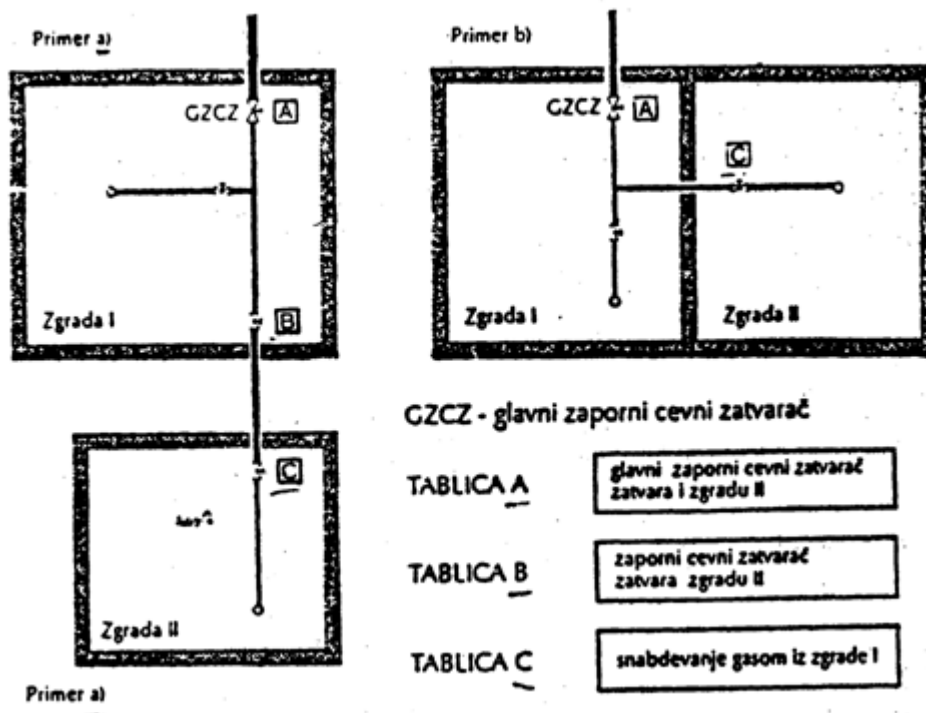 Primer a)
GZCZ A
Zgrada I
B
C
Zgrada II
Primer a)
Primer b)
GZCZ A
C
Zgrada I
Zgrada II
GZCZ - glavni zaporni cevni zatvarač
TABLICA A
glavni zaporni cevni zatvarač
zatvara i zgradu II
TABLICA B
zaporni cevni zatvarač
zatvara zgradu II
TABLICA C
snabdevanje gasom iz zgrade I